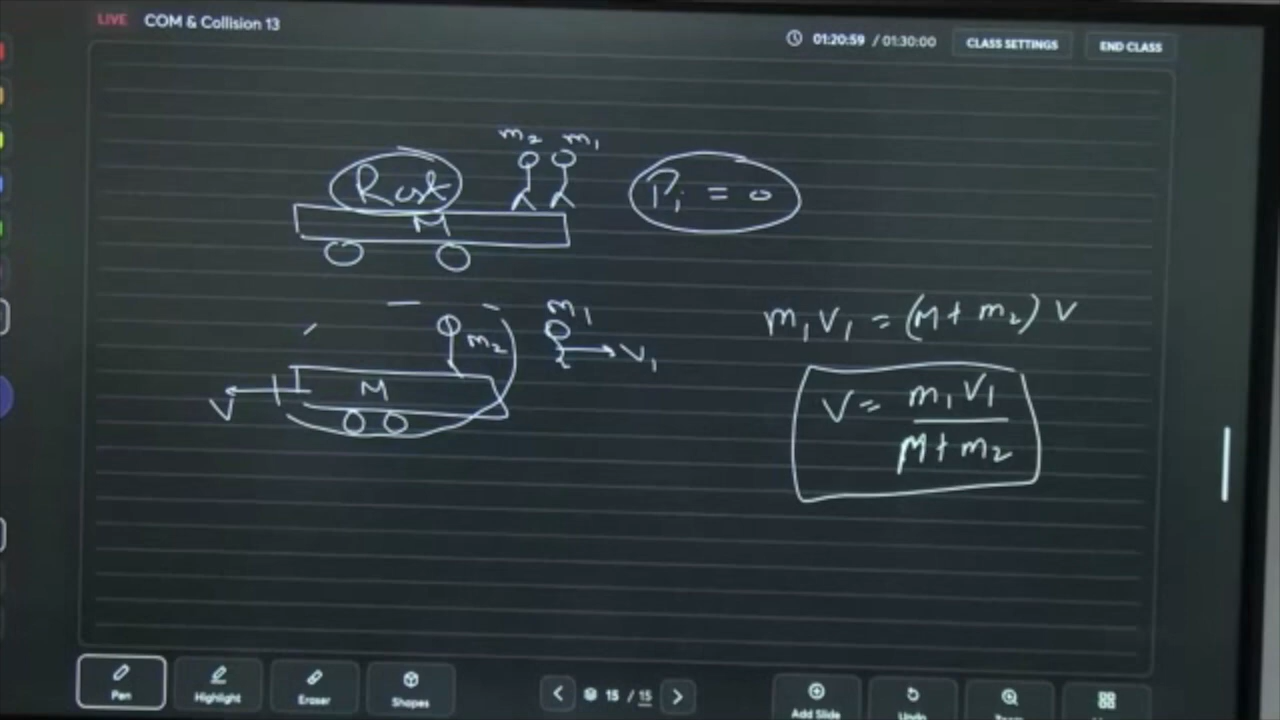 LIVE COM & Collision 13
01:20:59 / 01:30:00 CLASS SETTINGS END CLASS
m₂ m₁
Rest
Pᵢ = 0
M
m₁
m₂
V₁
M
V
m₁V₁ = (M + m₂) V
V = m₁V₁ / M + m₂
Pen Highlight Eraser Shapes
15 / 15
Add Slide Undo